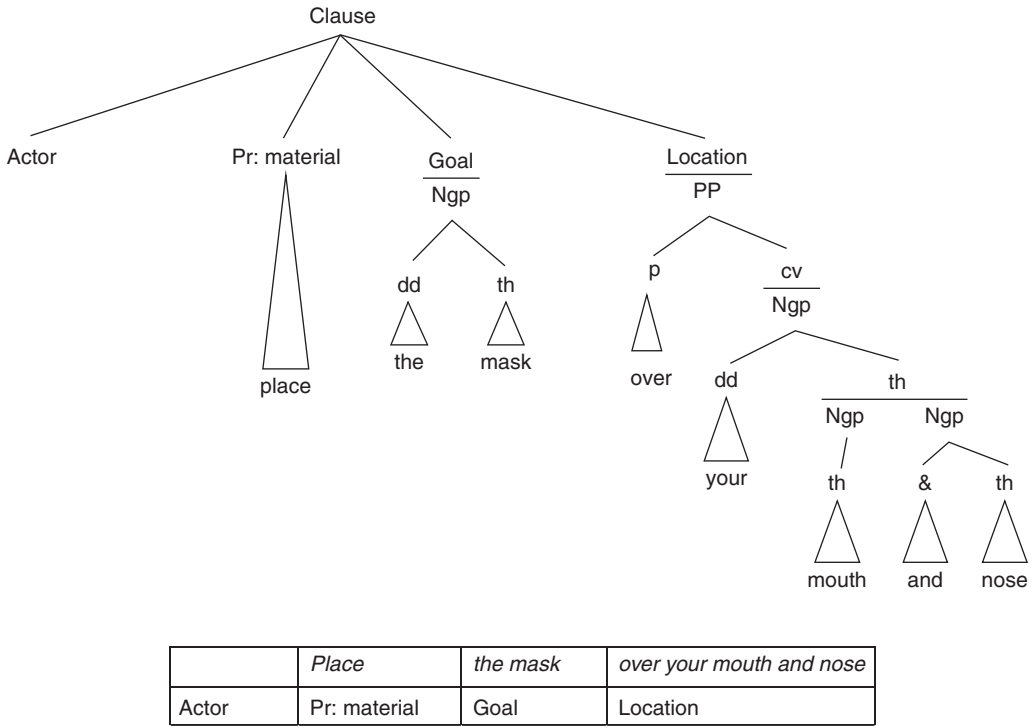 Clause
Actor Pr: material Goal Location
Ngp PP
p cv
dd th Ngp
the mask
over dd th
place
Ngp Ngp
your
th & th
mouth and nose
Place the mask over your mouth and nose
Actor Pr: material Goal Location